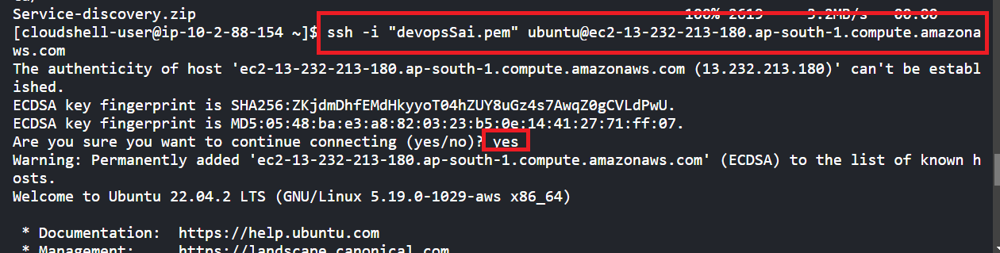 Service-discovery.zip 100% 2619 3.2MB/s 00:00
[cloudshell-user@ip-10-2-88-154 ~]$ ssh -i "devopsSai.pem" ubuntu@ec2-13-232-213-180.ap-south-1.compute.amazona
ws.com
The authenticity of host 'ec2-13-232-213-180.ap-south-1.compute.amazonaws.com (13.232.213.180)' can't be establ
ished.
ECDSA key fingerprint is SHA256:ZKjdmDhfEMdHkyyoT04hZUY8uGz4s7AwqZ0gCVLdPwU.
ECDSA key fingerprint is MD5:05:48:ba:e3:a8:82:03:23:b5:0e:14:41:27:71:ff:07.
Are you sure you want to continue connecting (yes/no)? yes
Warning: Permanently added 'ec2-13-232-213-180.ap-south-1.compute.amazonaws.com' (ECDSA) to the list of known h
osts.
Welcome to Ubuntu 22.04.2 LTS (GNU/Linux 5.19.0-1029-aws x86_64)
* Documentation: https://help.ubuntu.com
* Management: https://landscape.canonical.com